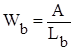 W_b = A / L_b